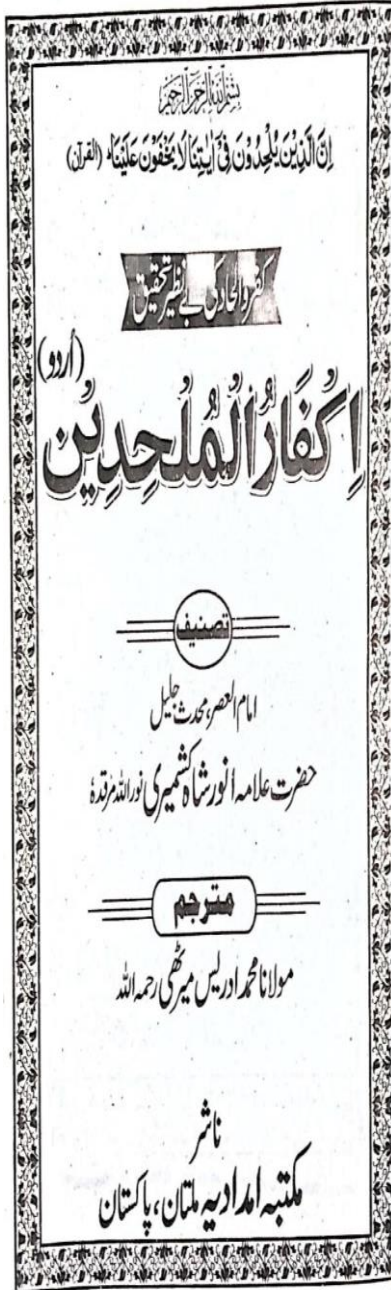 بسم اللہ الرحمن الرحیم
اِنَّ الَّذِیْنَ یُلْحِدُوْنَ فِیْ اٰیٰتِنَا لَا یَخْفَوْنَ عَلَیْنَا (القرآن)
کفر والحاد کی بے نظیر تحقیق
(اُردو)
اِکْفَارُ الْمُلْحِدِیْن
تصنیف
امام العصر، محدث جلیل
حضرت علامہ انور شاہ کشمیری نور اللہ مرقدہٗ
مترجم
مولانا محمد ادریس میرٹھی رحمہ اللہ
ناشر
مکتبہ امدادیہ ملتان، پاکستان